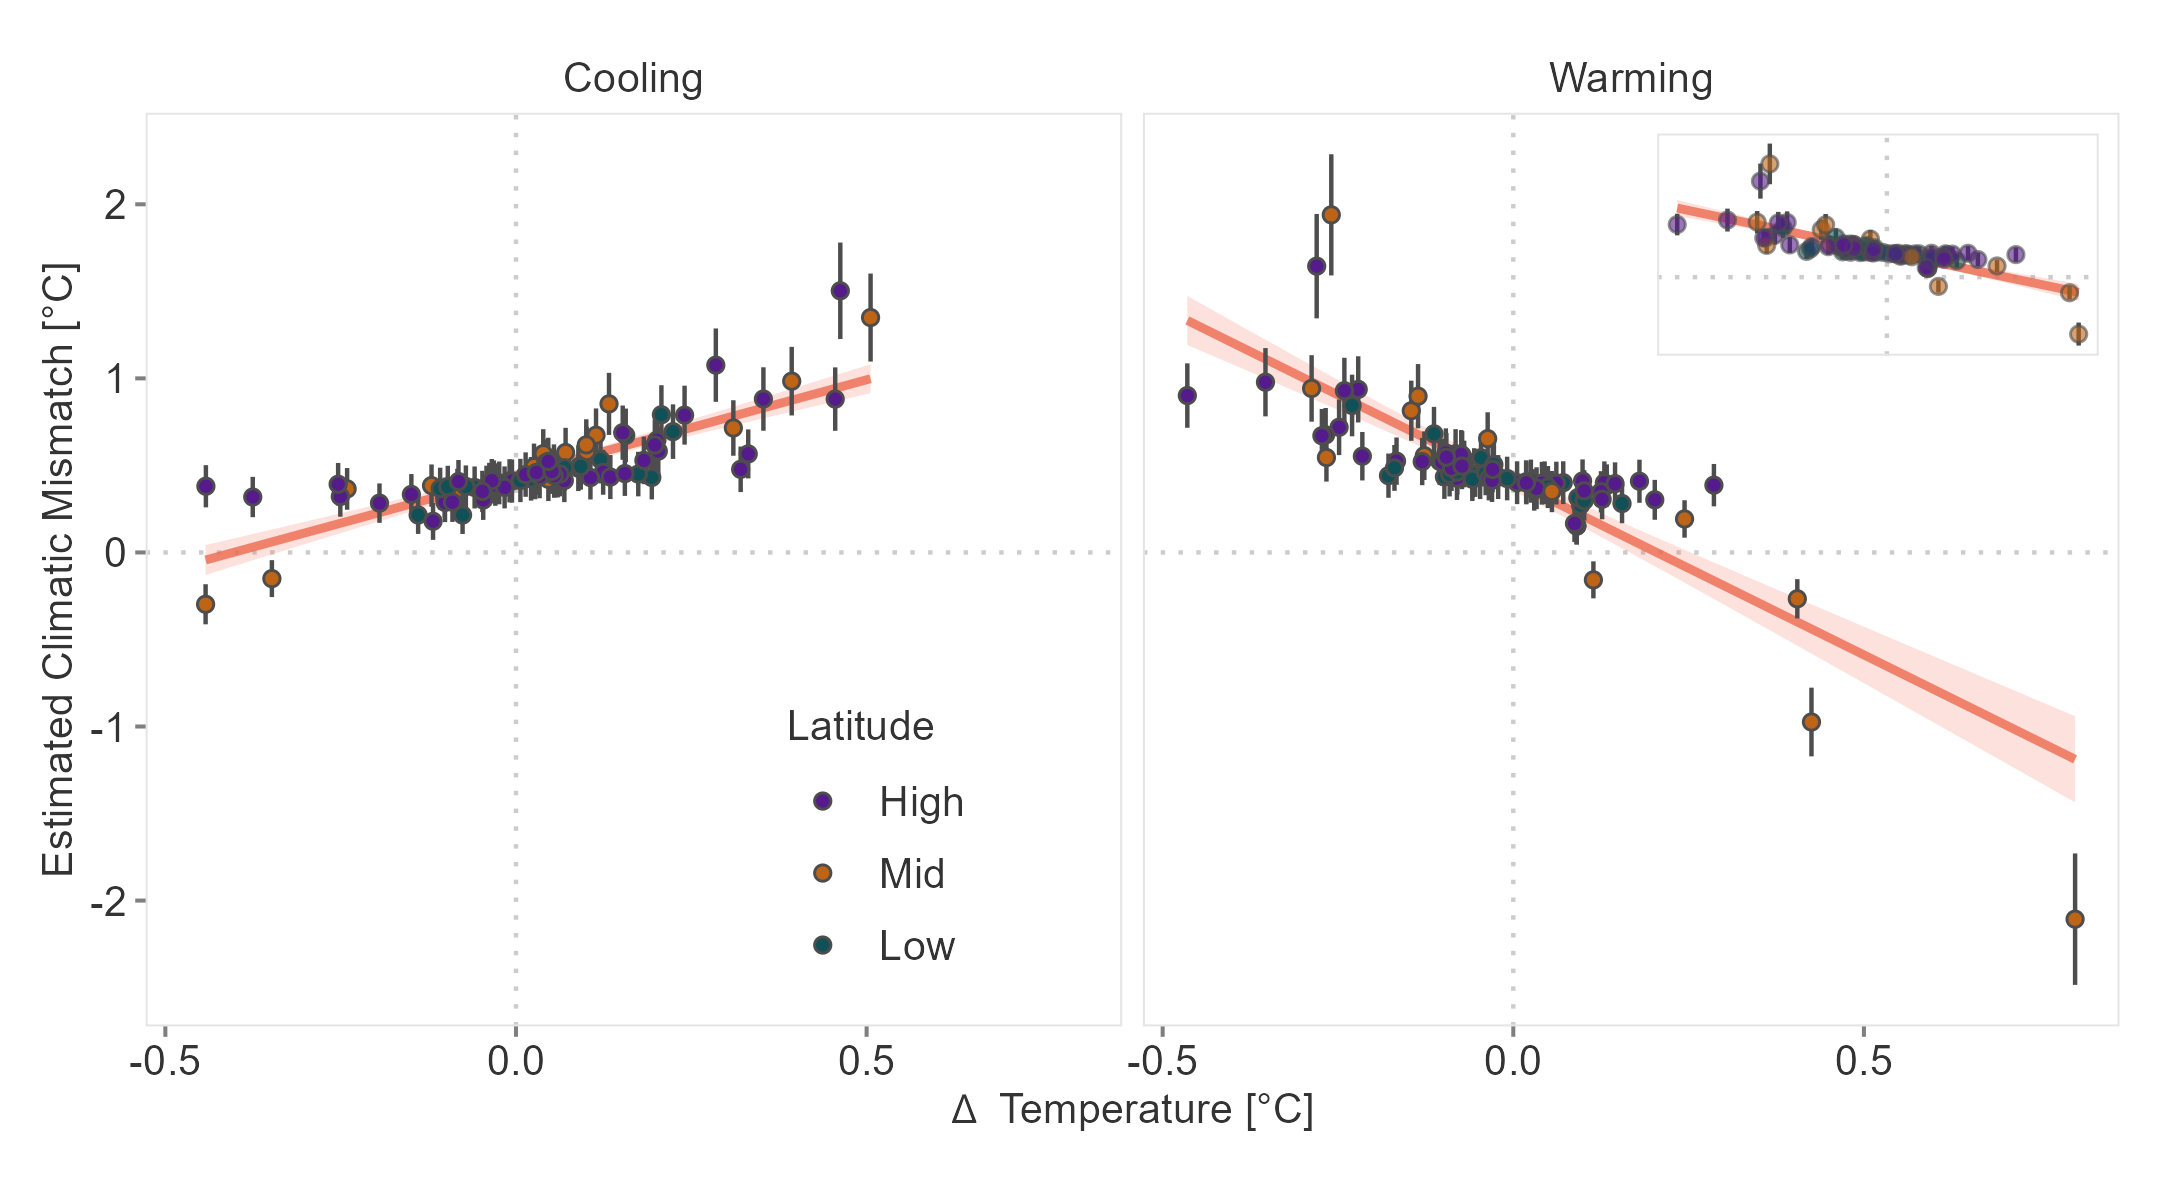 Cooling
Warming
Estimated Climatic Mismatch [°C]
2
1
0
-1
-2
Latitude
High
Mid
Low
-0.5
0.0
0.5
-0.5
0.0
0.5
Δ Temperature [°C]